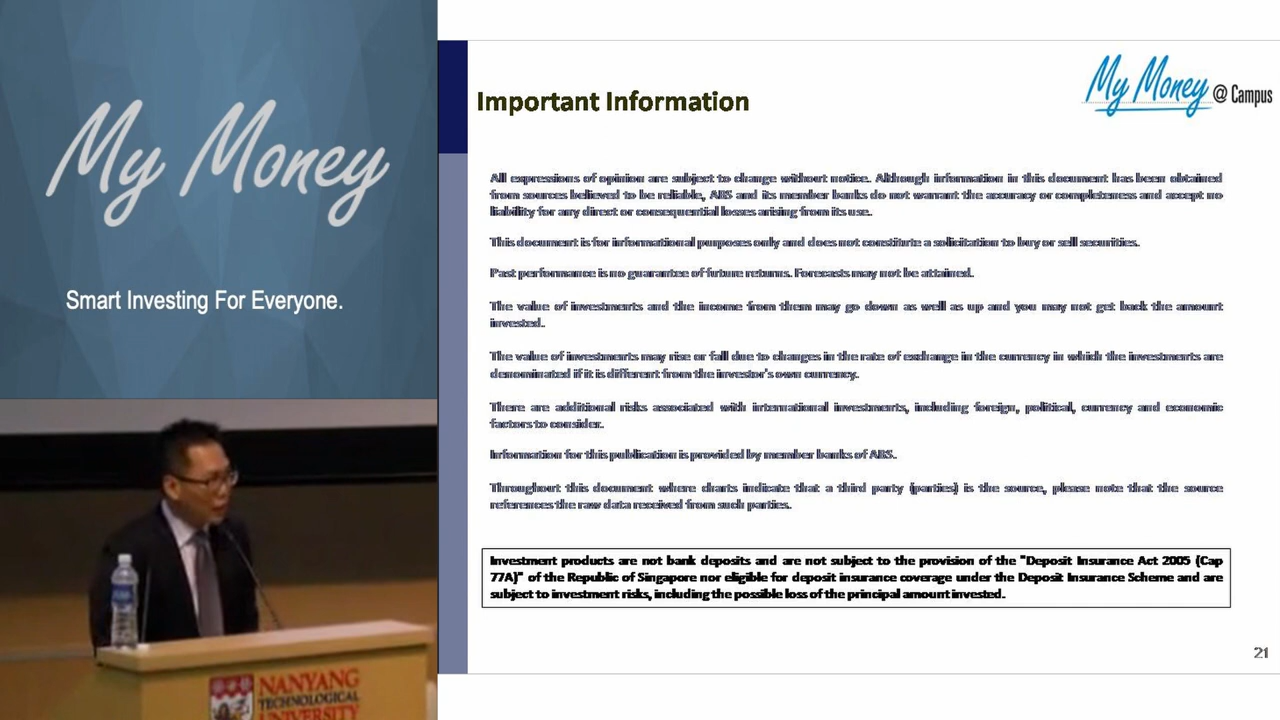 My Money
Smart Investing For Everyone.
NANYANG
TECHNOLOGICAL
UNIVERSITY
Important Information
My Money @ Campus
All expressions of opinion are subject to change without notice. Although information in this document has been obtained
from sources believed to be reliable, ABS and its member banks do not warrant the accuracy or completeness and accept no
liability for any direct or consequential losses arising from its use.
This document is for informational purposes only and does not constitute a solicitation to buy or sell securities.
Past performance is no guarantee of future returns. Forecasts may not be attained.
The value of investments and the income from them may go down as well as up and you may not get back the amount
invested.
The value of investments may rise or fall due to changes in the rate of exchange in the currency in which the investments are
denominated if it is different from the investor's own currency.
There are additional risks associated with international investments, including foreign, political, currency and economic
factors to consider.
Information for this publication is provided by member banks of ABS.
Throughout this document where charts indicate that a third party (parties) is the source, please note that the source
references the raw data received from such parties.
Investment products are not bank deposits and are not subject to the provision of the "Deposit Insurance Act 2005 (Cap
77A)" of the Republic of Singapore nor eligible for deposit insurance coverage under the Deposit Insurance Scheme and are
subject to investment risks, including the possible loss of the principal amount invested.
21